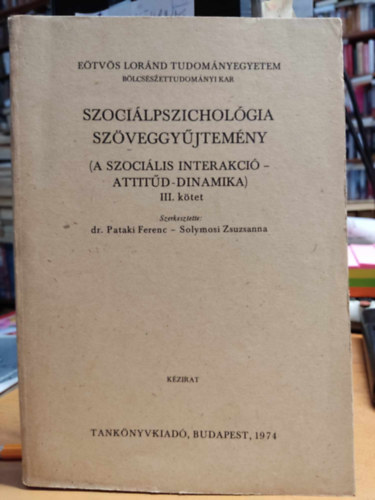 EÖTVÖS LORÁND TUDOMÁNYEGYETEM
BÖLCSÉSZETTUDOMÁNYI KAR
SZOCIÁLPSZICHOLÓGIA
SZÖVEGGYŰJTEMÉNY
(A SZOCIÁLIS INTERAKCIÓ –
ATTITŰD-DINAMIKA)
III. kötet
Szerkesztette:
dr. Pataki Ferenc – Solymosi Zsuzsanna
KÉZIRAT
TANKÖNYVKIADÓ, BUDAPEST, 1974